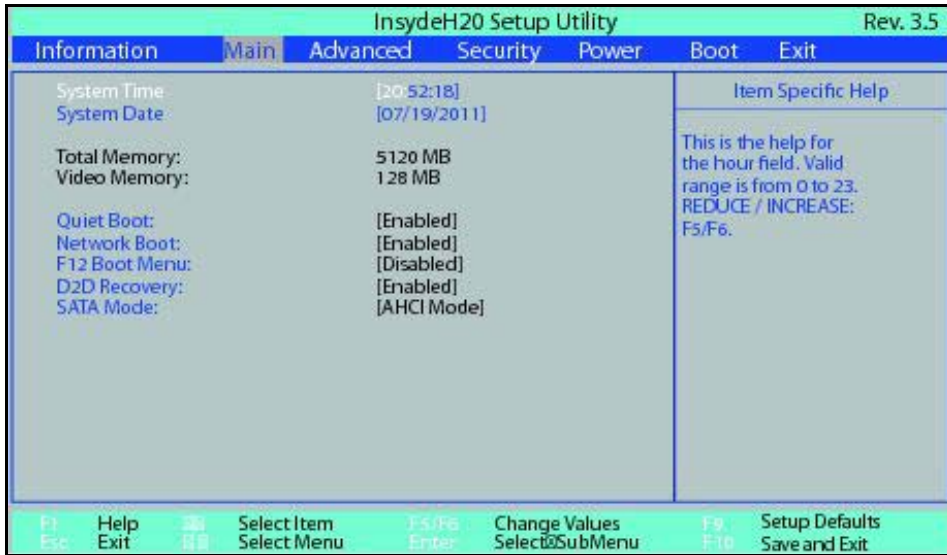 InsydeH20 Setup Utility Rev. 3.5
Information Main Advanced Security Power Boot Exit
System Time [20:52:18]
System Date [07/19/2011]
Total Memory: 5120 MB
Video Memory: 128 MB
Quiet Boot: [Enabled]
Network Boot: [Enabled]
F12 Boot Menu: [Disabled]
D2D Recovery: [Enabled]
SATA Mode: [AHCI Mode]
Item Specific Help
This is the help for
the hour field. Valid
range is from 0 to 23.
REDUCE / INCREASE:
F5/F6.
F1 Help Select Item F5/F6 Change Values F9 Setup Defaults
Esc Exit Select Menu Enter Select SubMenu F10 Save and Exit